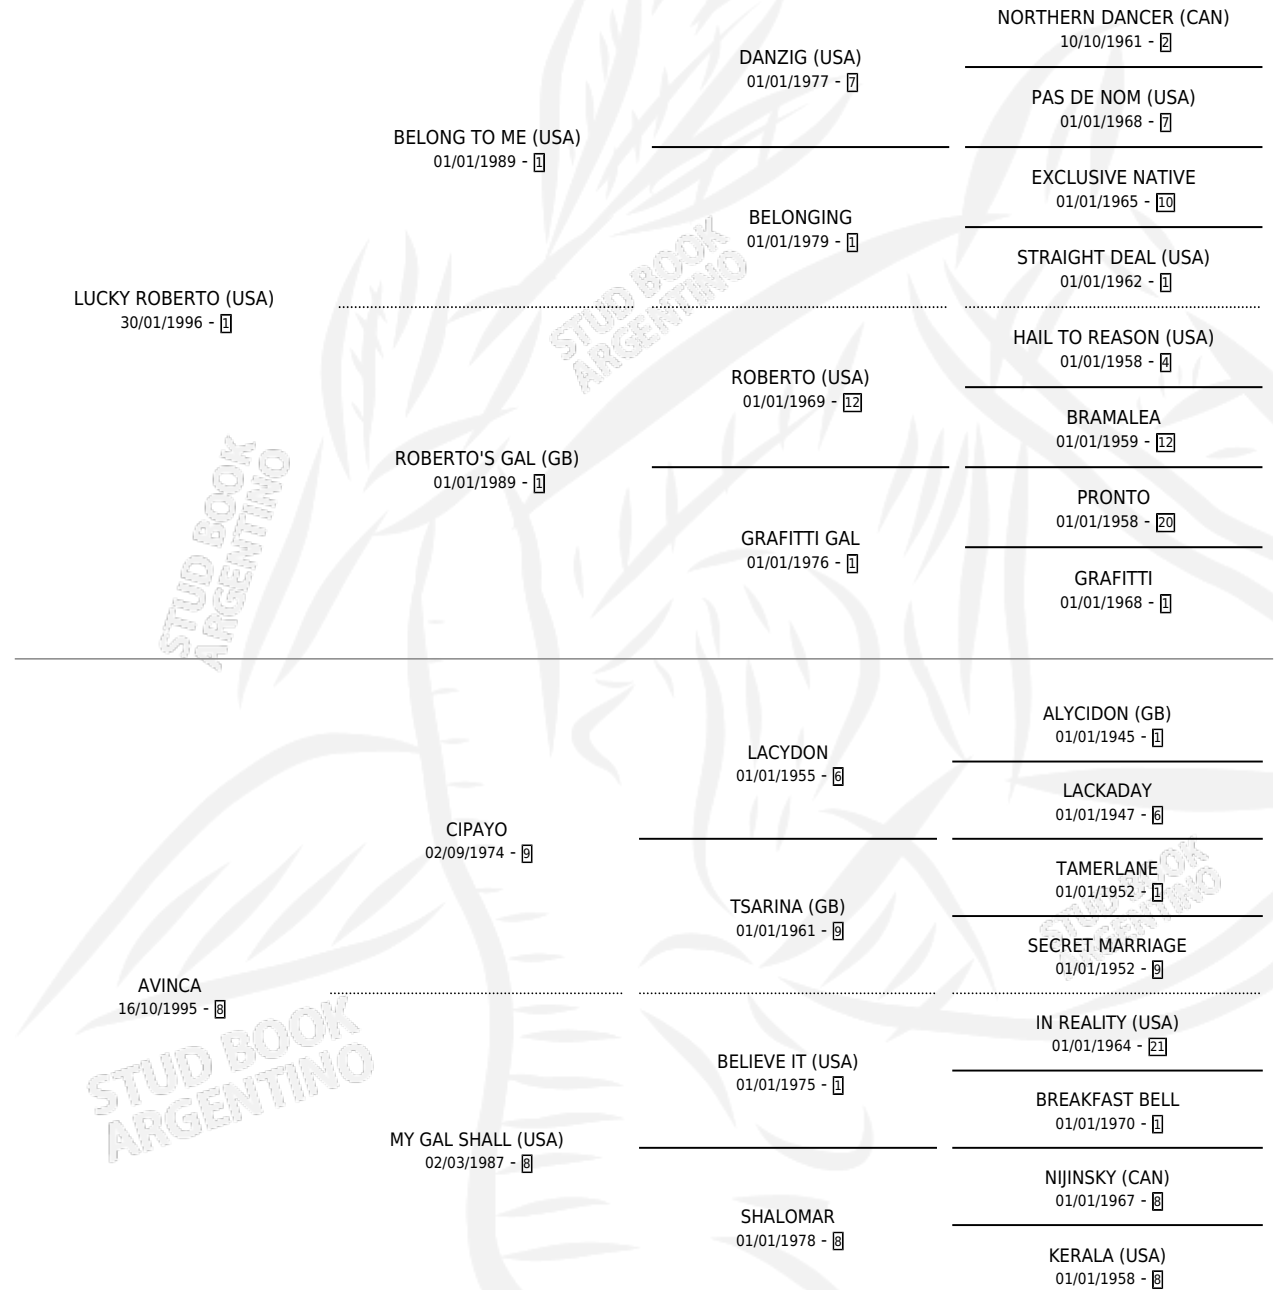 NORTHERN DANCER (CAN)
10/10/1961 - 2
DANZIG (USA)
01/01/1977 - 7
PAS DE NOM (USA)
01/01/1968 - 7
BELONG TO ME (USA)
01/01/1989 - 1
EXCLUSIVE NATIVE
01/01/1965 - 10
BELONGING
01/01/1979 - 1
STRAIGHT DEAL (USA)
01/01/1962 - 1
LUCKY ROBERTO (USA)
30/01/1996 - 1
STUD BOOK
ARGENTINO
HAIL TO REASON (USA)
01/01/1958 - 4
ROBERTO (USA)
01/01/1969 - 12
BRAMALEA
01/01/1959 - 12
ROBERTO'S GAL (GB)
01/01/1989 - 1
PRONTO
01/01/1958 - 20
GRAFITTI GAL
01/01/1976 - 1
GRAFITTI
01/01/1968 - 1
STUD BOOK
ARGENTINO
ALYCIDON (GB)
01/01/1945 - 1
LACYDON
01/01/1955 - 6
LACKADAY
01/01/1947 - 6
CIPAYO
02/09/1974 - 9
TAMERLANE
01/01/1952 - 1
TSARINA (GB)
01/01/1961 - 9
SECRET MARRIAGE
01/01/1952 - 9
STUD BOOK
ARGENTINO
AVINCA
16/10/1995 - 8
IN REALITY (USA)
01/01/1964 - 21
BELIEVE IT (USA)
01/01/1975 - 1
BREAKFAST BELL
01/01/1970 - 1
STUD BOOK
ARGENTINO
MY GAL SHALL (USA)
02/03/1987 - 8
NIJINSKY (CAN)
01/01/1967 - 8
SHALOMAR
01/01/1978 - 8
KERALA (USA)
01/01/1958 - 8